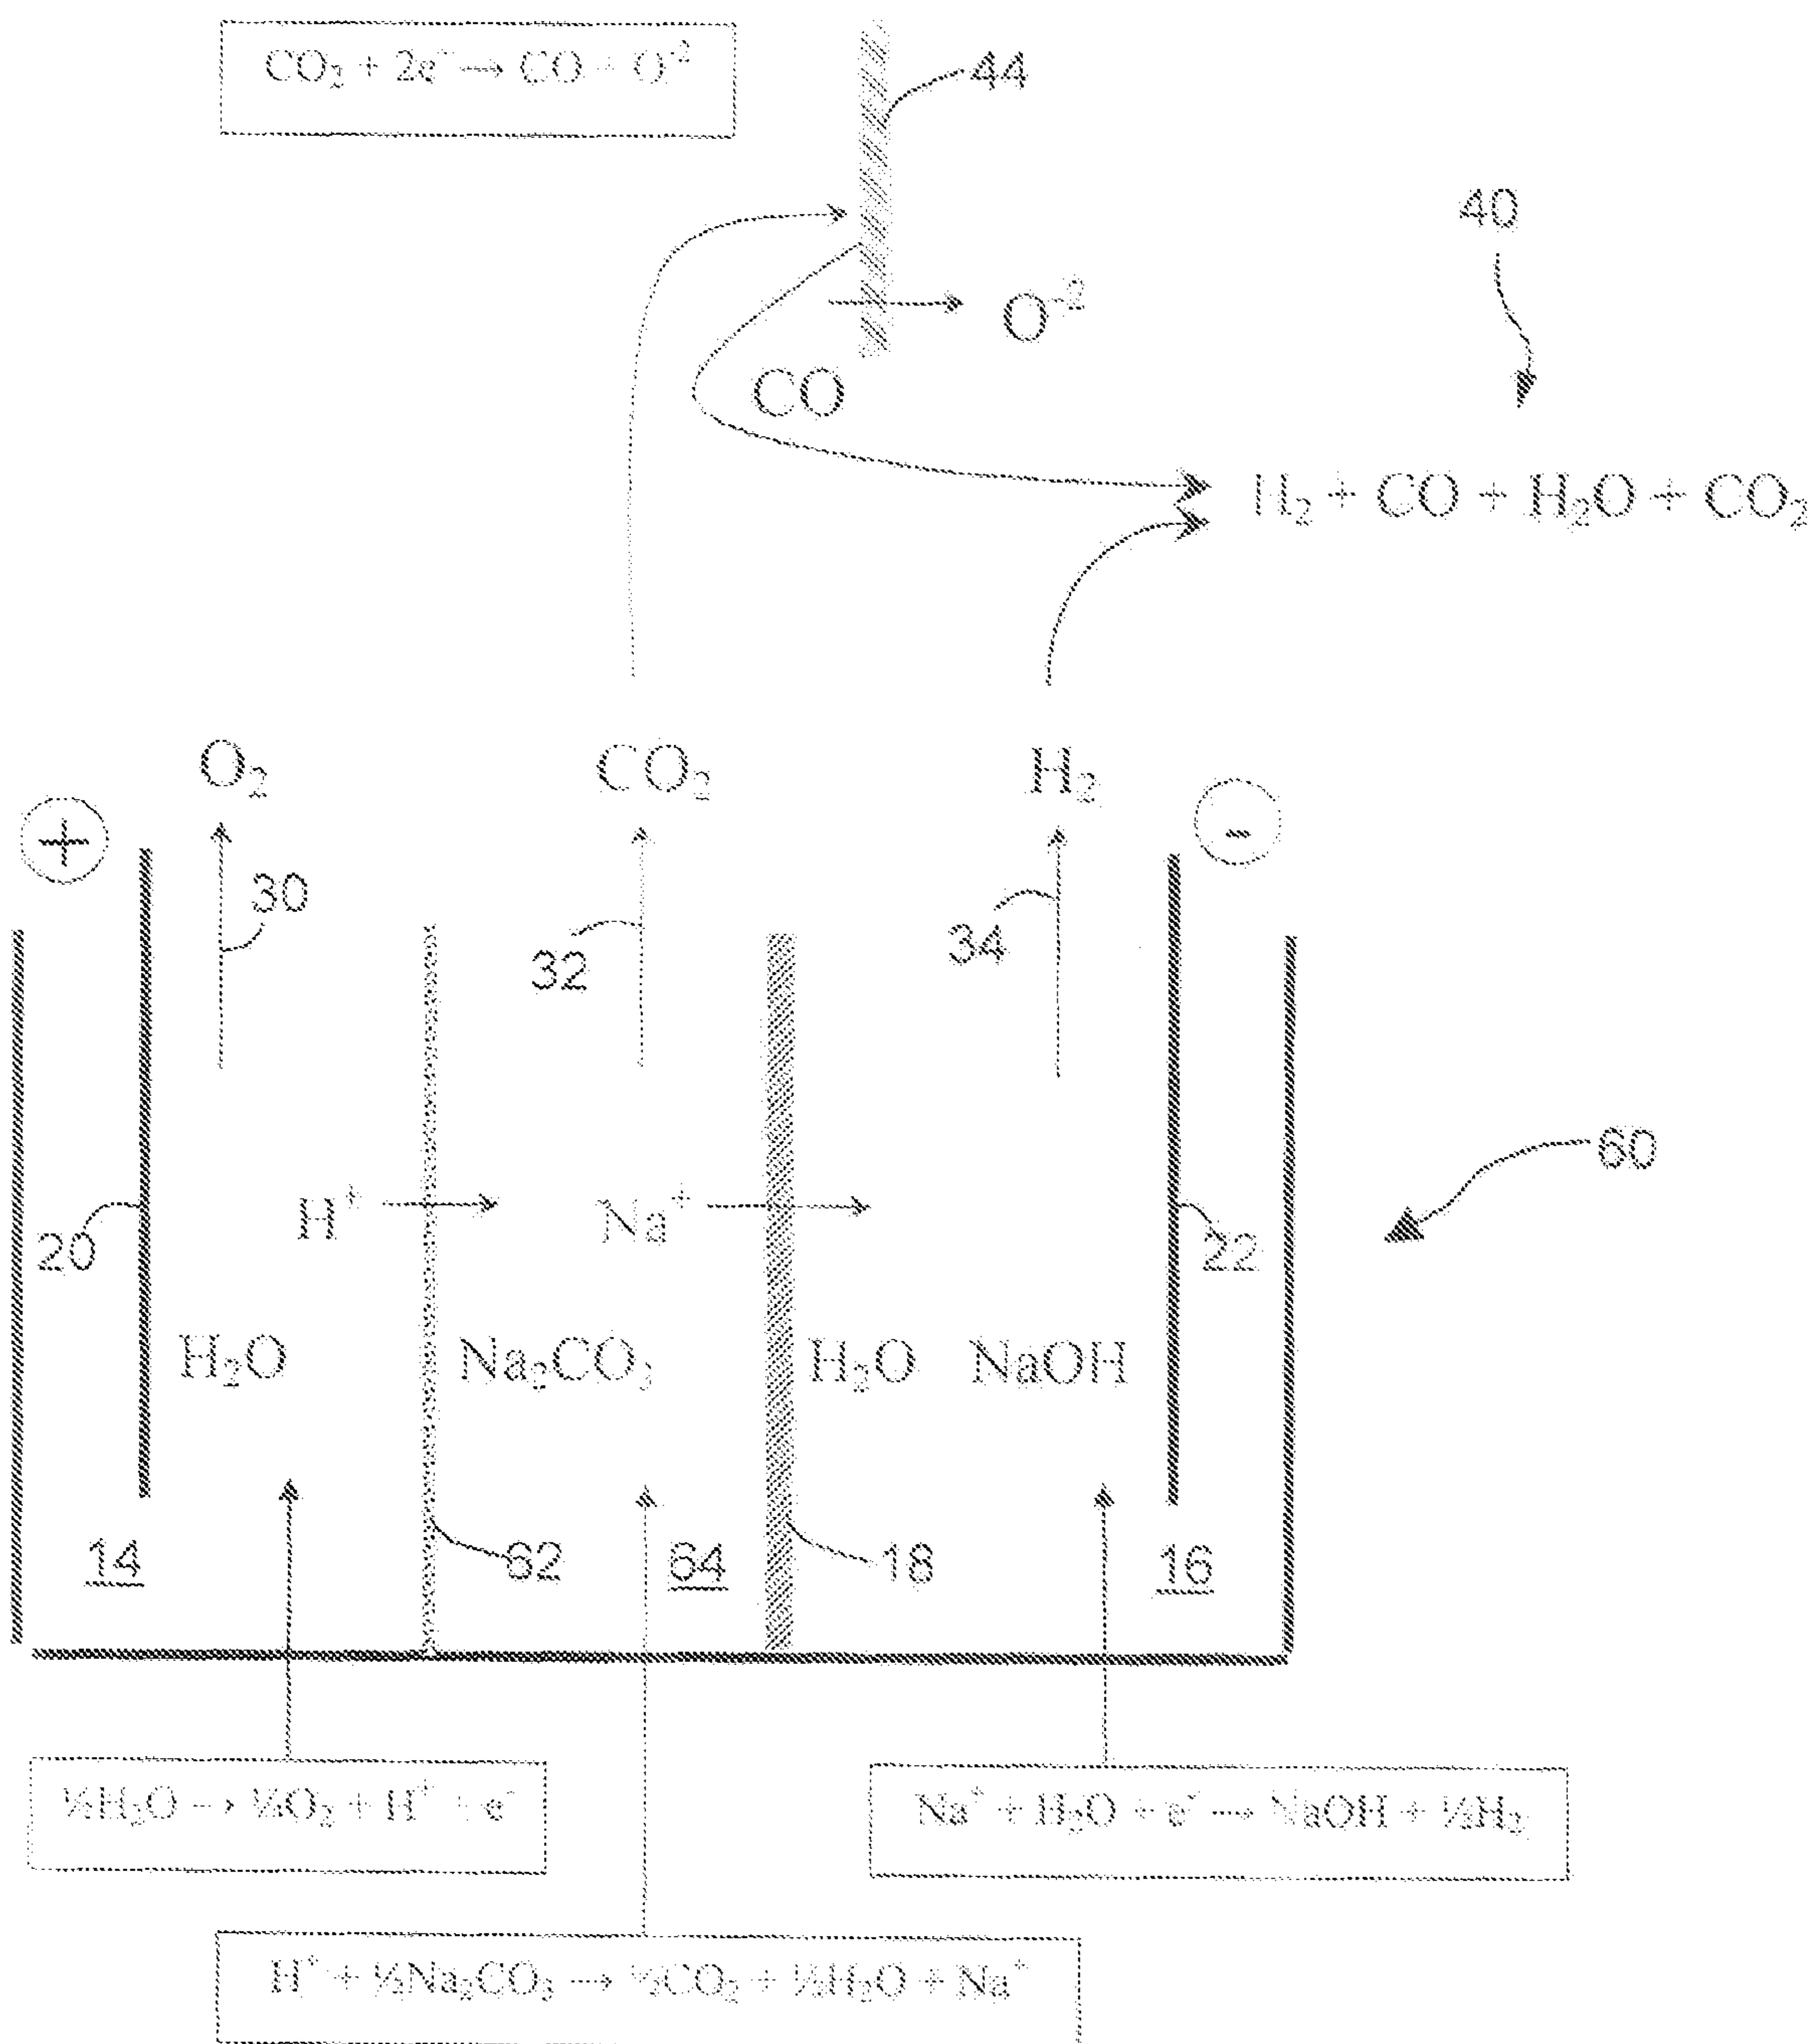 CO₂ + 2e⁻ → CO + O⁻²
44
40
O⁻²
CO
H₂ + CO + H₂O + CO₂
O₂ CO₂ H₂
+ -
30
32 34
60
H⁺ Na⁺
20 22
H₂O Na₂CO₃ H₂O NaOH
14 62 64 18 16
½H₂O → ¼O₂ + H⁺ + e⁻
Na⁺ + H₂O + e⁻ → NaOH + ½H₂
H⁺ + ½Na₂CO₃ → ½CO₂ + ½H₂O + Na⁺